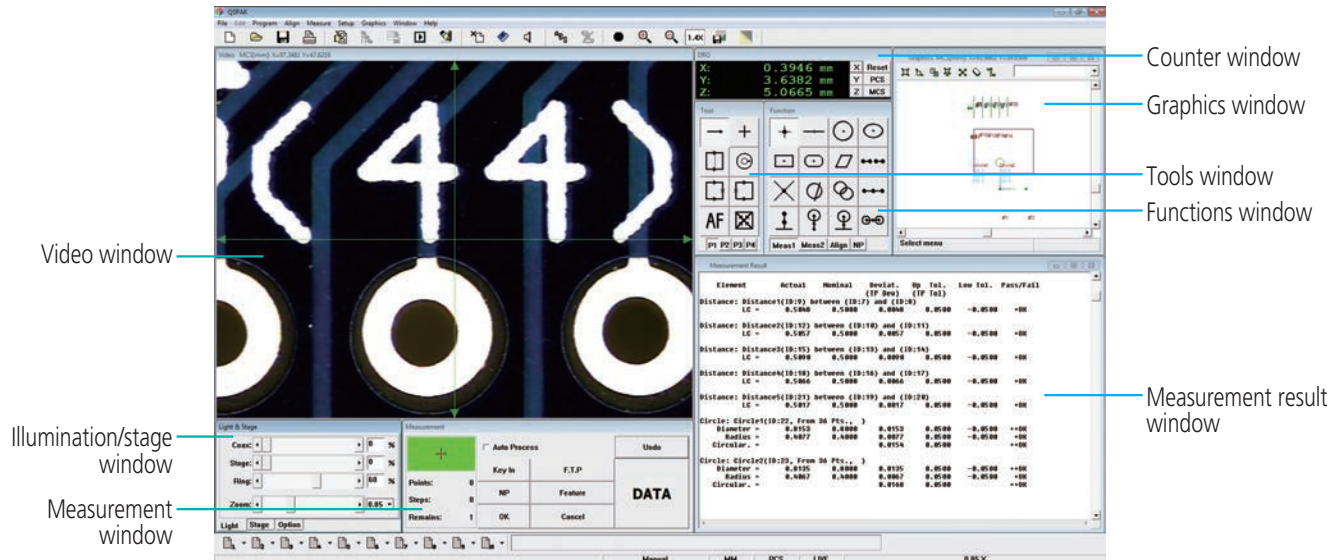 QSPAK
File Edit Program Align Measure Setup Graphics Window Help
1.4X
Video MCS(mm)
(44)
DRO
X: 0.3946 mm X Reset
Y: 3.6382 mm Y PCS
Z: 5.0665 mm Z MCS
Tool
AF
P1 P2 P3 P4
Function
Meas1 Meas2 Align NP
Select menu
Counter window
Graphics window
Tools window
Functions window
Video window
Illumination/stage
window
Measurement
window
Measurement result
window
Measurement Result
Element Actual Nominal Deviat. Up Tol. Low Tol. Pass/Fail
(TP Dev) (TP Tol)
Distance: Distance1(ID:9) between (ID:7) and (ID:8)
LC = 0.5040 0.5000 0.0040 0.0500 -0.0500 +OK
Distance: Distance2(ID:12) between (ID:10) and (ID:11)
LC = 0.5057 0.5000 0.0057 0.0500 -0.0500 +OK
Distance: Distance3(ID:15) between (ID:13) and (ID:14)
LC = 0.5090 0.5000 0.0090 0.0500 -0.0500 +OK
Distance: Distance4(ID:18) between (ID:16) and (ID:17)
LC = 0.5066 0.5000 0.0066 0.0500 -0.0500 +OK
Distance: Distance5(ID:21) between (ID:19) and (ID:20)
LC = 0.5017 0.5000 0.0017 0.0500 -0.0500 +OK
Circle: Circle1(ID:22, From 36 Pts., )
Diameter = 0.8153 0.8000 0.0153 0.0500 -0.0500 ++OK
Radius = 0.4077 0.4000 0.0077 0.0500 -0.0500 +OK
Circular. = 0.0154 0.0500 ++OK
Circle: Circle2(ID:23, From 36 Pts., )
Diameter = 0.8135 0.8000 0.0135 0.0500 -0.0500 ++OK
Radius = 0.4067 0.4000 0.0067 0.0500 -0.0500 +OK
Circular. = 0.0160 0.0500 ++OK
Light & Stage
Coax: 0 %
Stage: 0 %
Ring: 60 %
Zoom: 0.85
Light Stage Option
Measurement
Auto Process
Undo
Key In F.T.P
Points: 0
NP Feature
DATA
Steps: 0
Remains: 1
OK Cancel
Manual MM PCS LIVE 0.85 X